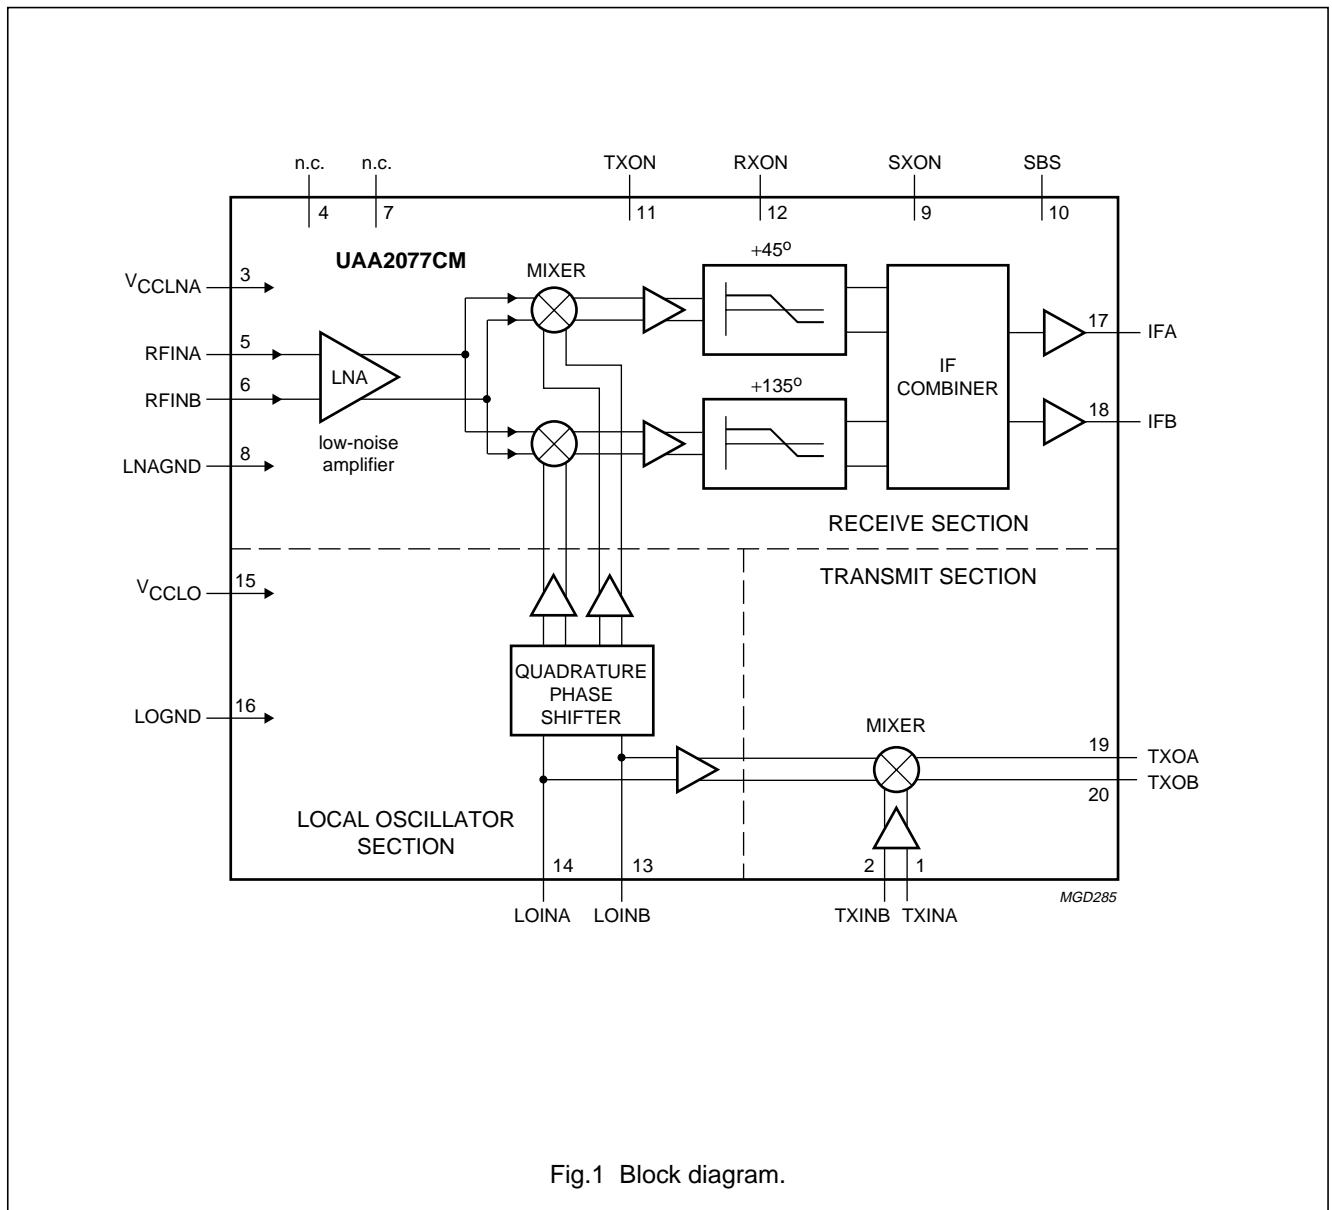 n.c. n.c. TXON RXON SXON SBS
4 7 11 12 9 10
UAA2077CM
+45°
MIXER
VCCLNA 3
17 IFA
RFINA 5
LNA
IF
COMBINER
+135°
RFINB 6
18 IFB
low-noise
amplifier
LNAGND 8
RECEIVE SECTION
VCCLO 15
TRANSMIT SECTION
QUADRATURE
PHASE
SHIFTER
LOGND 16
MIXER
19 TXOA
20 TXOB
LOCAL OSCILLATOR
SECTION
14 13 2 1
MGD285
LOINA LOINB TXINB TXINA
Fig.1 Block diagram.